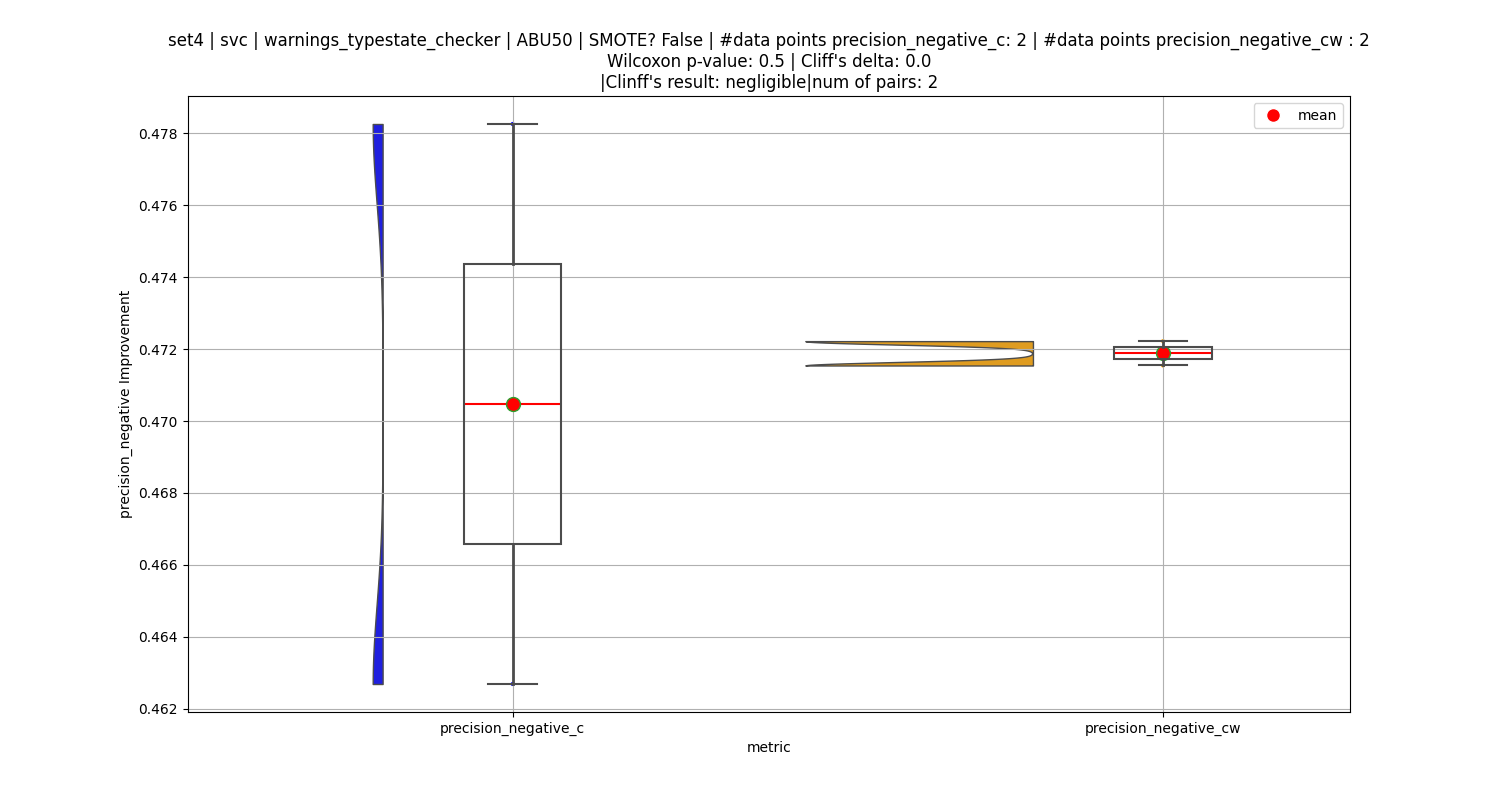 set4 | svc | warnings_typestate_checker | ABU50 | SMOTE? False | #data points precision_negative_c: 2 | #data points precision_negative_cw : 2
Wilcoxon p-value: 0.5 | Cliff's delta: 0.0
|Clinff's result: negligible|num of pairs: 2
mean
0.478
0.476
0.474
0.472
0.470
0.468
0.466
0.464
0.462
precision_negative Improvement
precision_negative_c
precision_negative_cw
metric